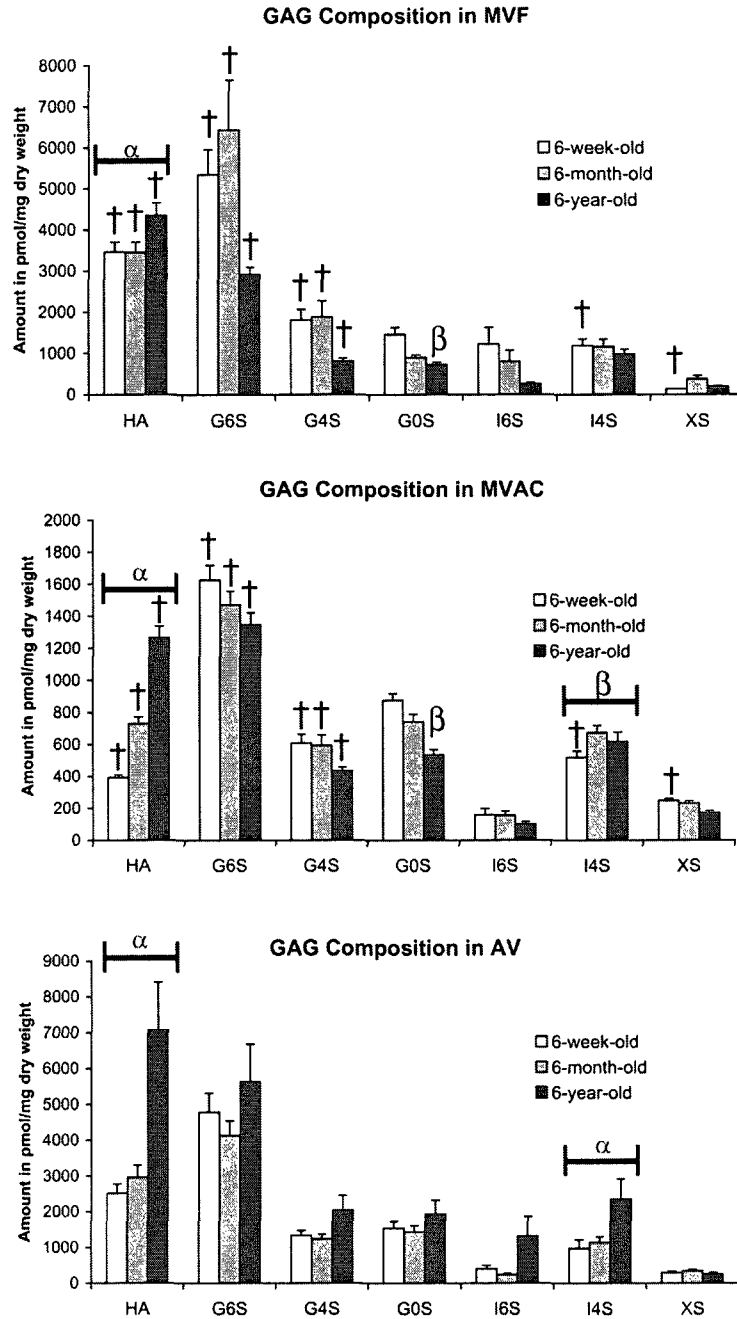 GAG Composition in MVF
Amount in pmol/mg dry weight
8000
7000
6000
5000
4000
3000
2000
1000
0
α
† † †
† † †
† † †
β
†
†
6-week-old
6-month-old
6-year-old
HA G6S G4S G0S I6S I4S XS
GAG Composition in MVAC
Amount in pmol/mg dry weight
2000
1800
1600
1400
1200
1000
800
600
400
200
0
α
† † †
† † †
† † †
β
β
†
†
6-week-old
6-month-old
6-year-old
HA G6S G4S G0S I6S I4S XS
GAG Composition in AV
Amount in pmol/mg dry weight
9000
8000
7000
6000
5000
4000
3000
2000
1000
0
α
α
6-week-old
6-month-old
6-year-old
HA G6S G4S G0S I6S I4S XS